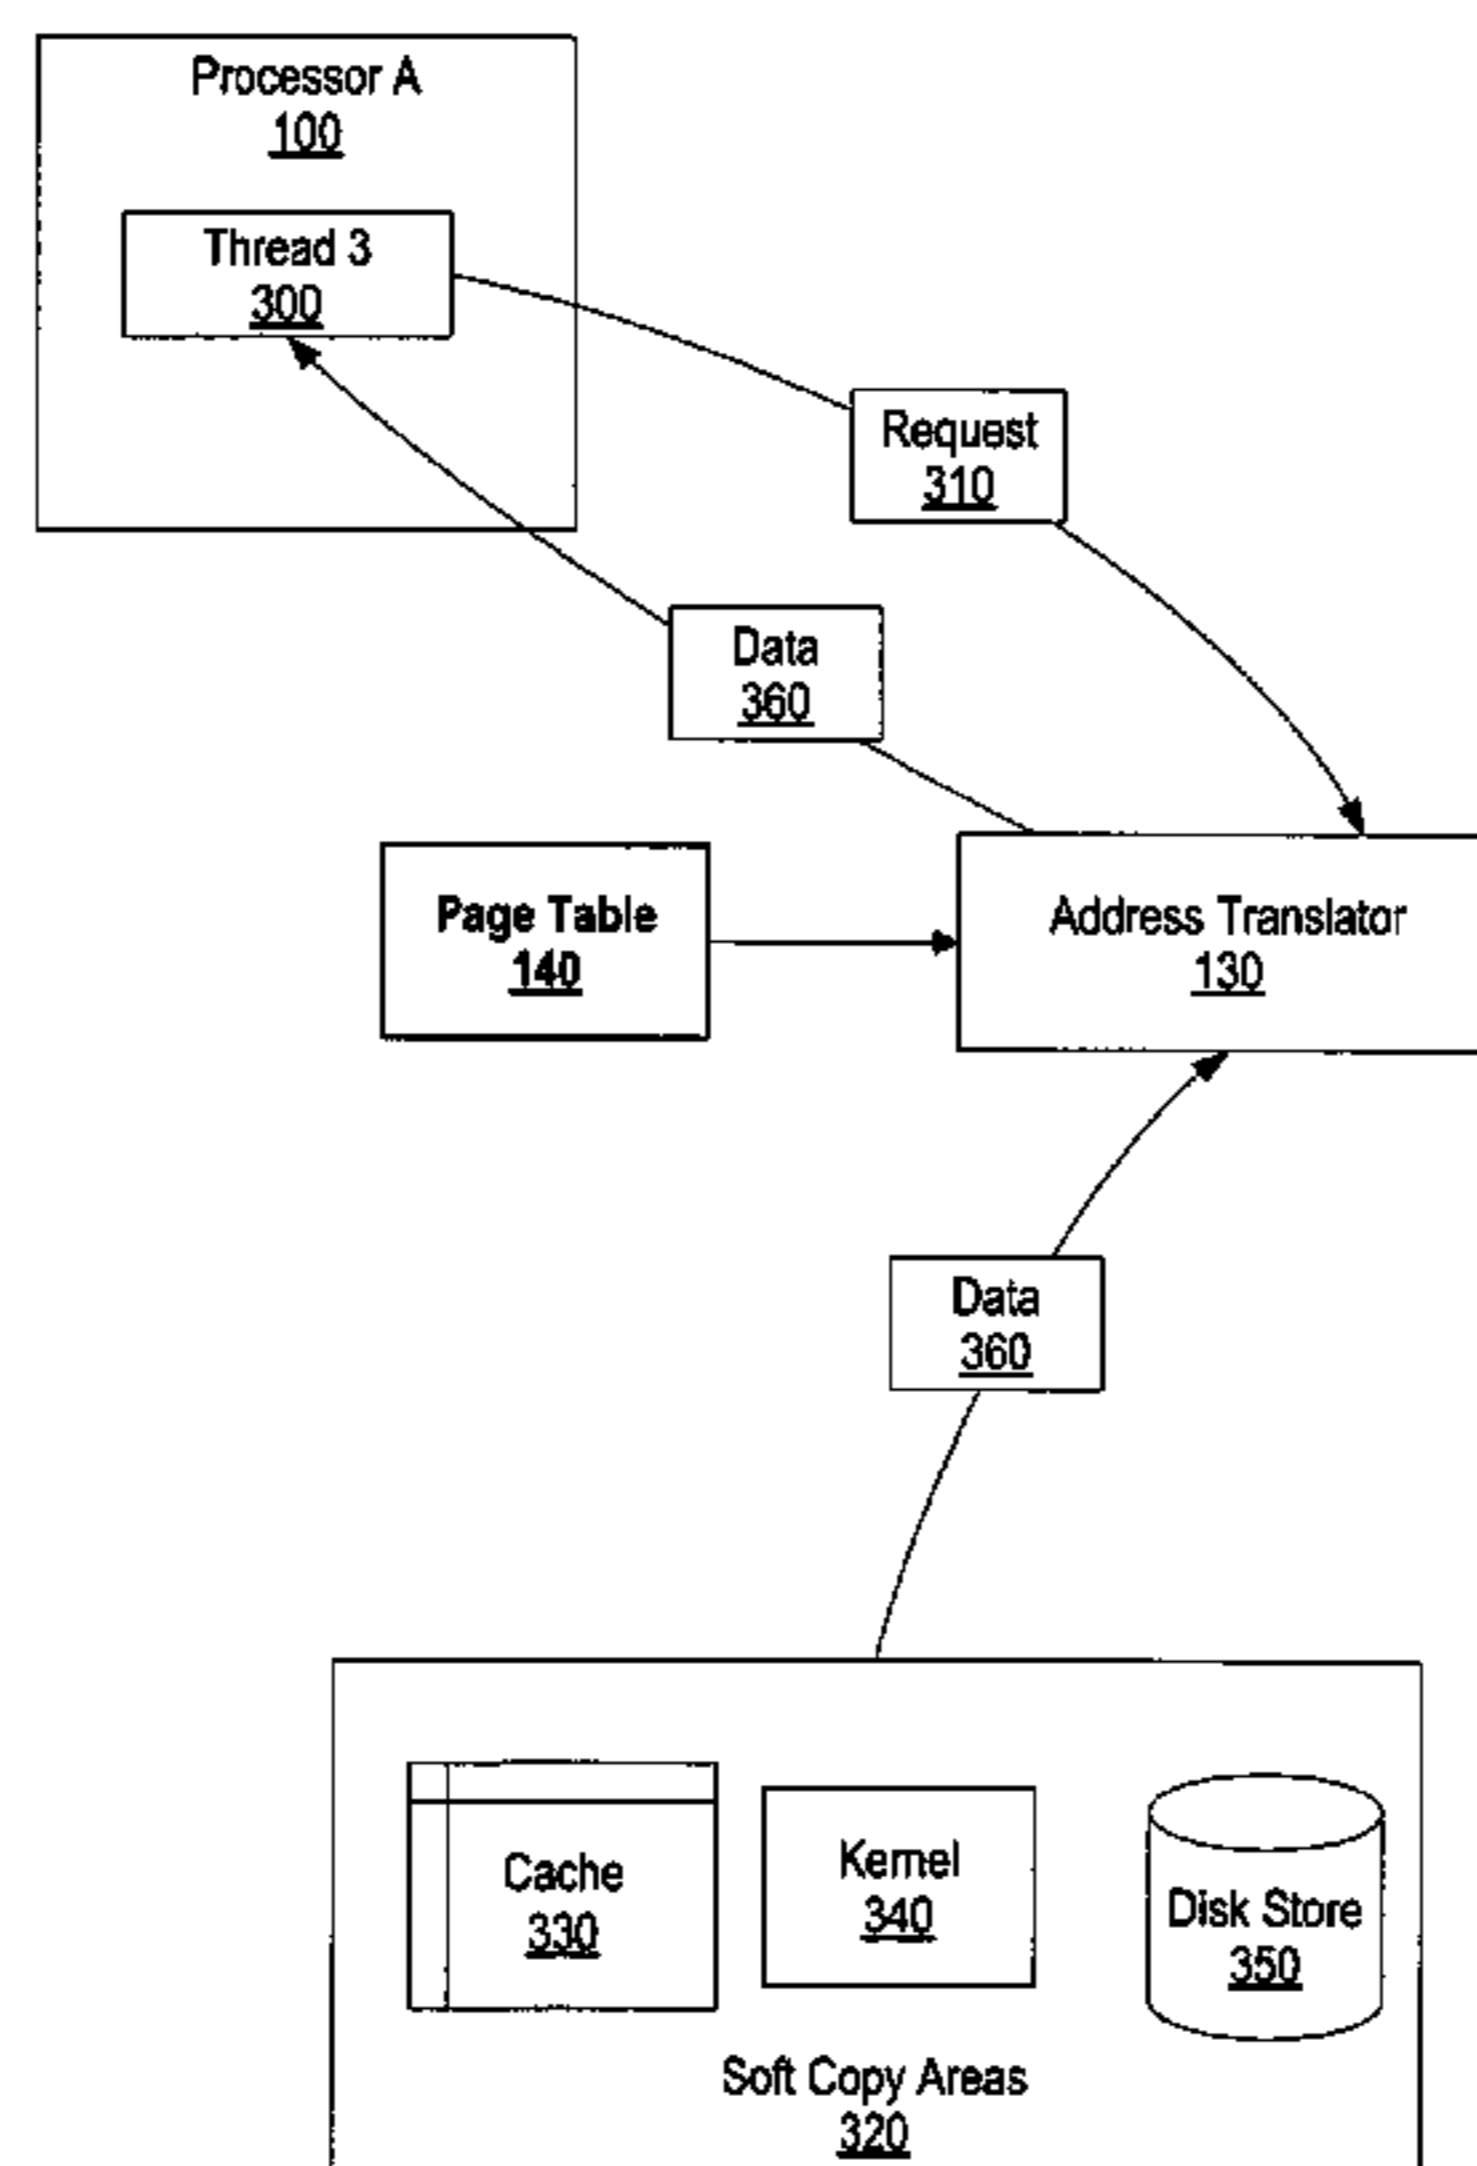 Processor A
100
Thread 3
300
Request
310
Data
360
Page Table
140
Address Translator
130
Data
360
Cache
330
Kernel
340
Disk Store
350
Soft Copy Areas
320